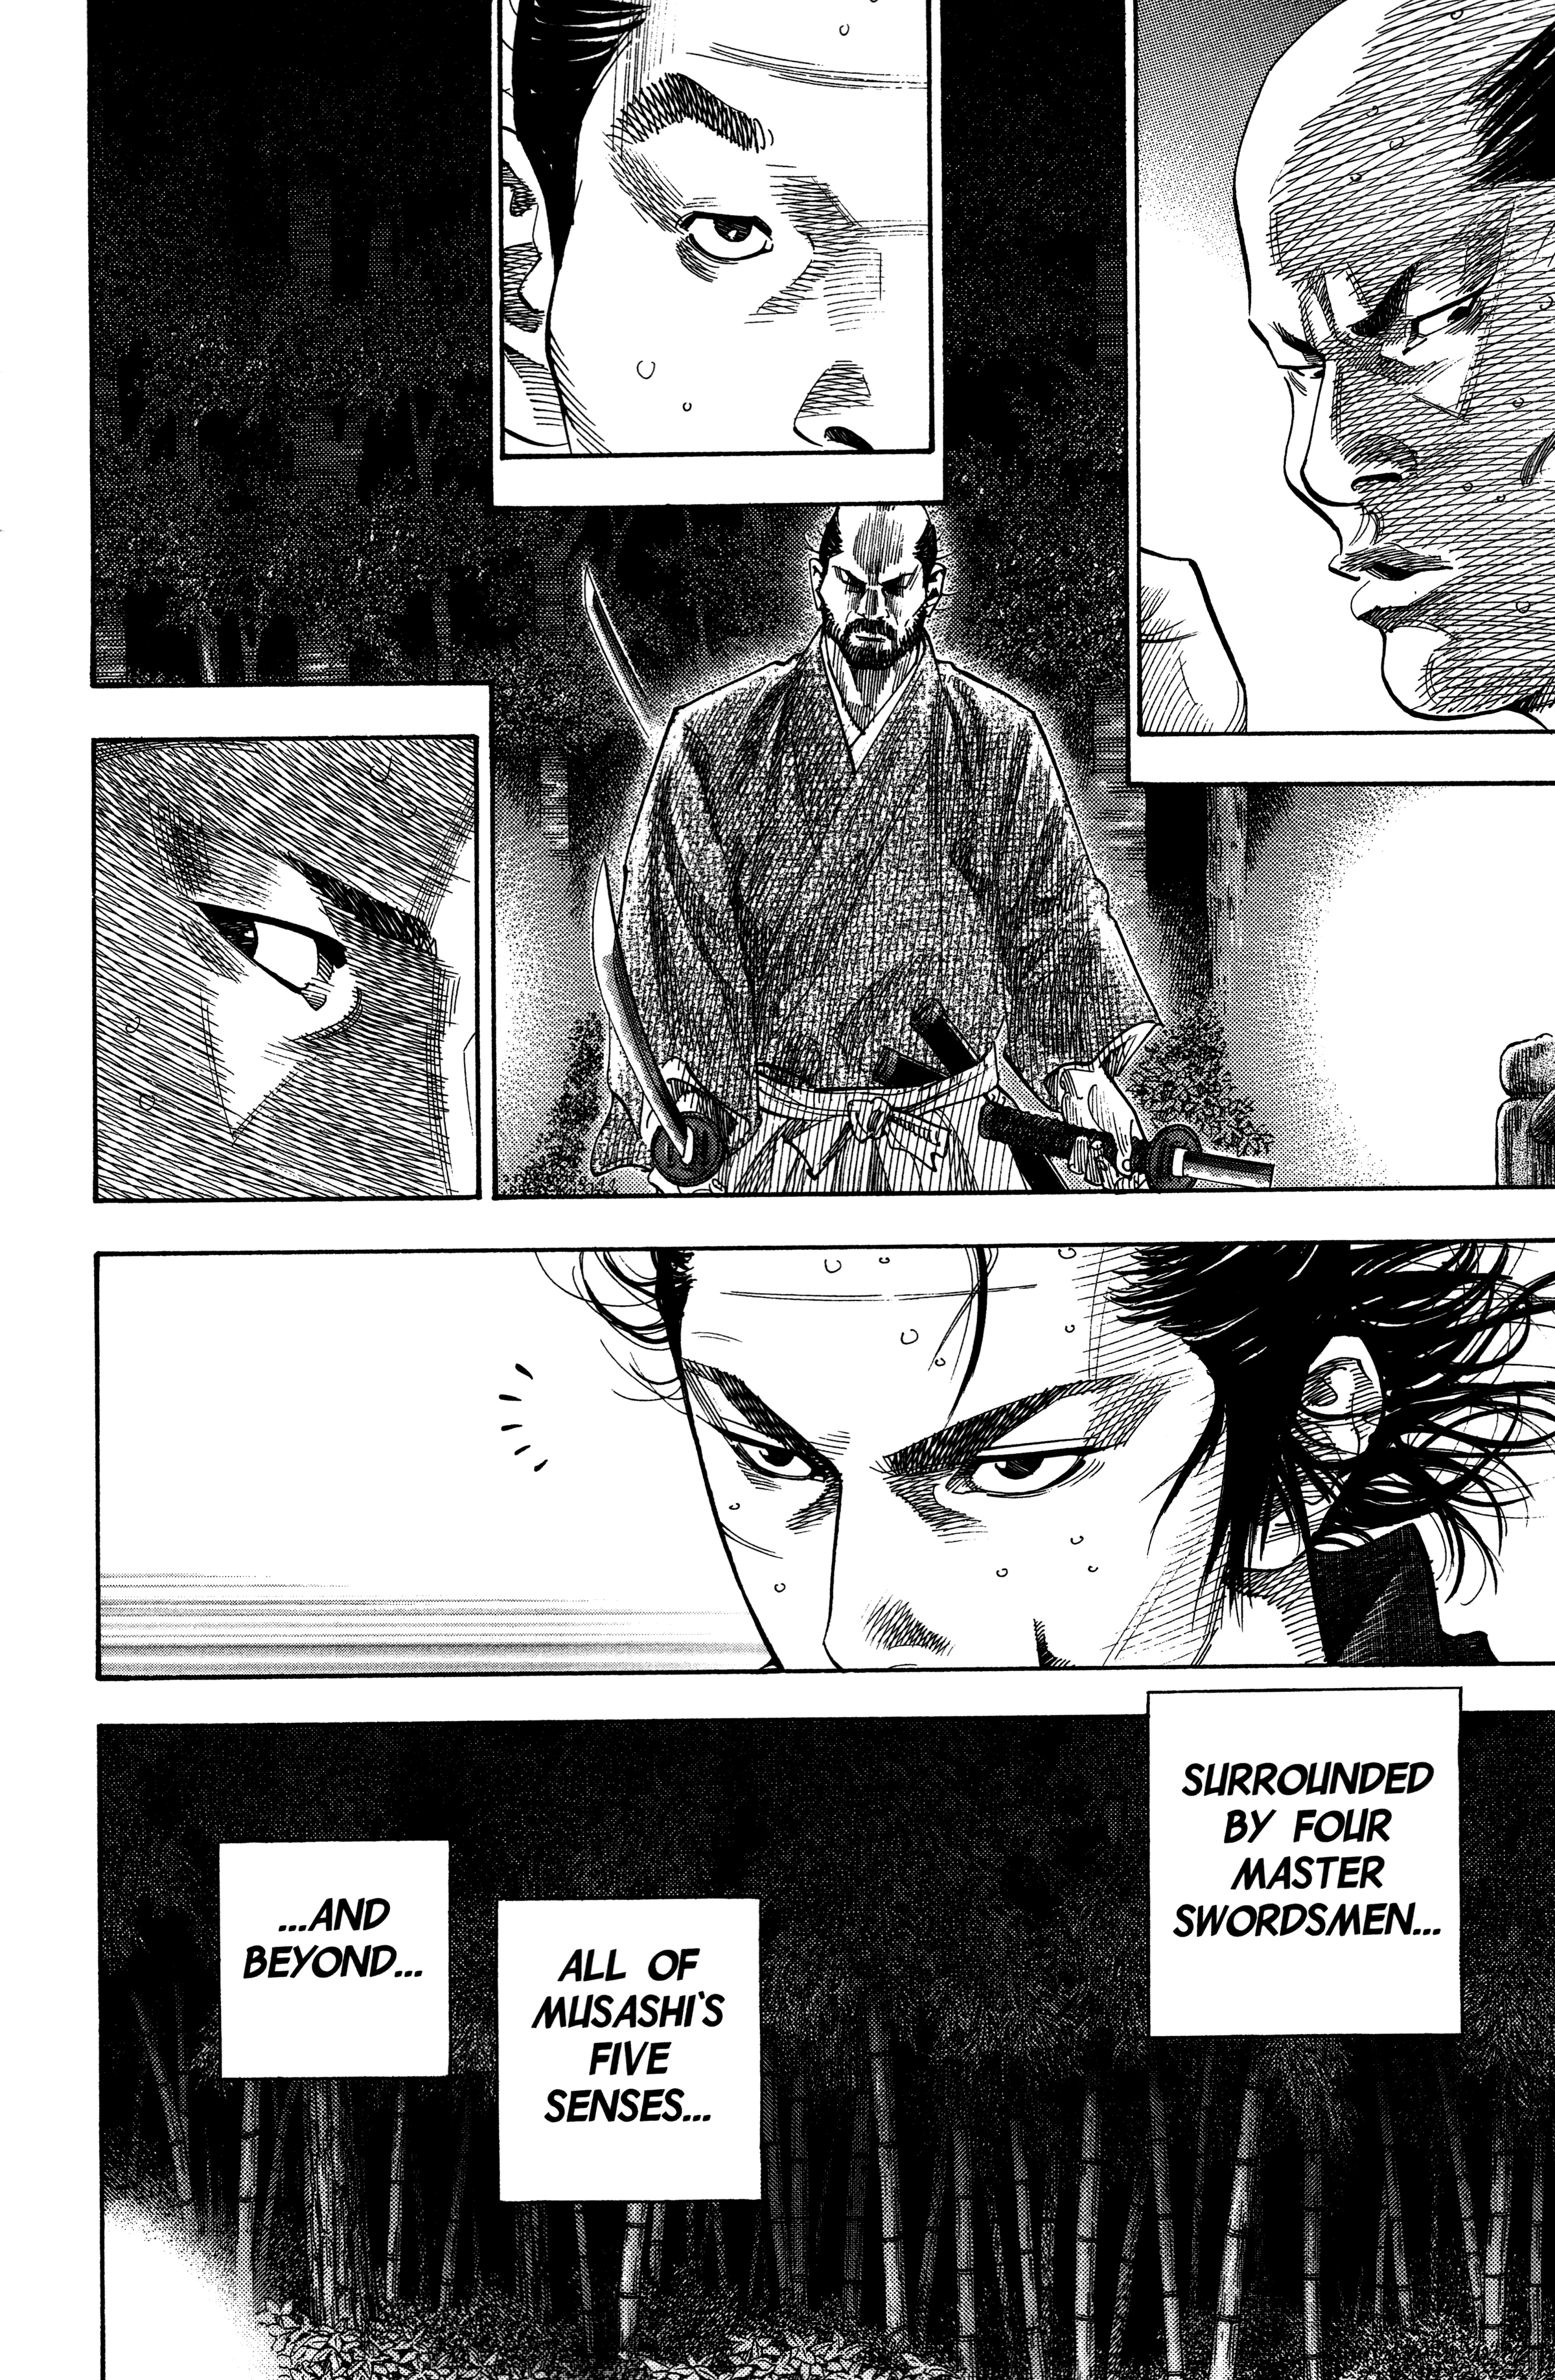 SURROUNDED
BY FOUR
MASTER
SWORDSMEN...
ALL OF
MUSASHI'S
FIVE
SENSES...
...AND
BEYOND...